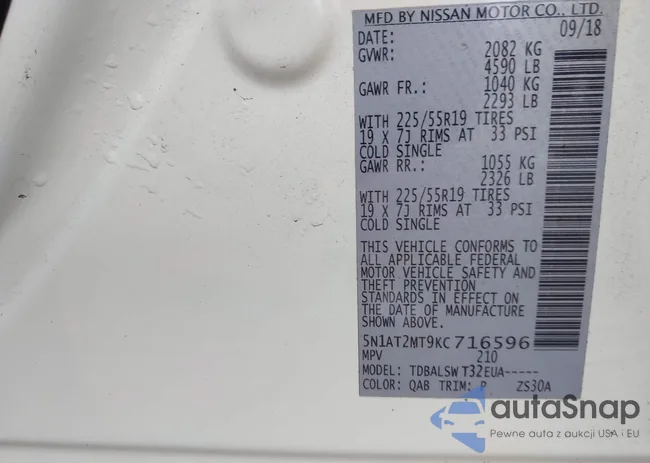 MFD BY NISSAN MOTOR CO., LTD.
DATE: 09/18
GVWR: 2082 KG
4590 LB
GAWR FR.: 1040 KG
2293 LB
WITH 225/55R19 TIRES
19 X 7J RIMS AT 33 PSI
COLD SINGLE
GAWR RR.: 1055 KG
2326 LB
WITH 225/55R19 TIRES
19 X 7J RIMS AT 33 PSI
COLD SINGLE
THIS VEHICLE CONFORMS TO
ALL APPLICABLE FEDERAL
MOTOR VEHICLE SAFETY AND
THEFT PREVENTION
STANDARDS IN EFFECT ON
THE DATE OF MANUFACTURE
SHOWN ABOVE.
5N1AT2MT9KC716596
MPV 210
MODEL: TDBALSW T32EUA-----
COLOR: QAB TRIM: P ZS30A
autaSnap
Pewne auta z aukcji USA i EU